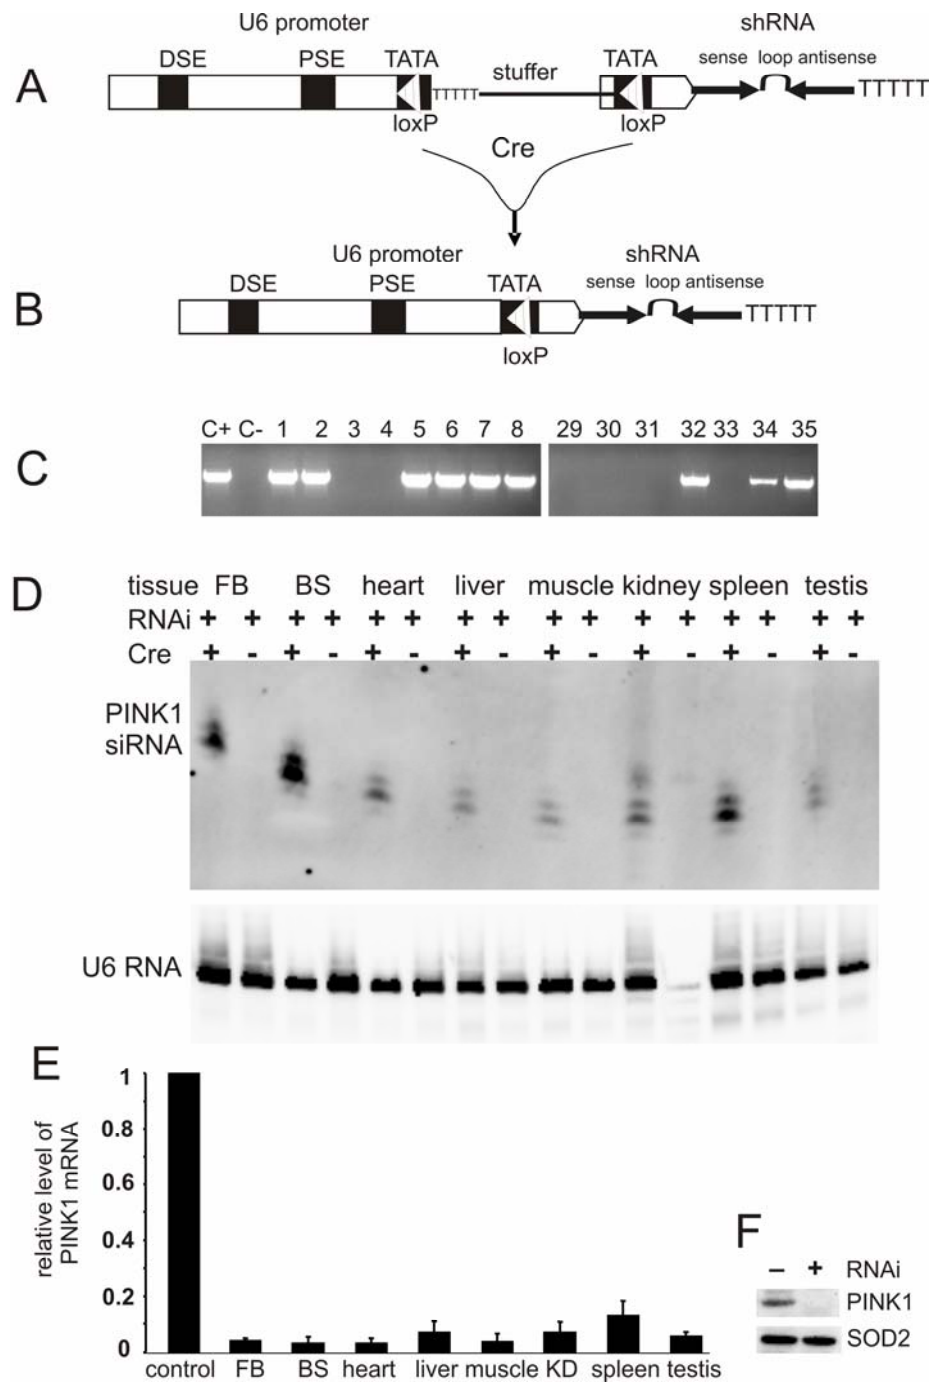 U6 promoter shRNA
DSE PSE TATA stuffer TATA sense loop antisense
A TTTTT TTTTT
loxP loxP
Cre
U6 promoter shRNA
DSE PSE TATA sense loop antisense
B TTTTT
loxP
C+ C- 1 2 3 4 5 6 7 8 29 30 31 32 33 34 35
C
D tissue FB BS heart liver muscle kidney spleen testis
RNAi + + + + + + + + + + + + + + + +
Cre + - + - + - + - + - + - + - + -
PINK1
siRNA
U6 RNA
E
1
0.8
0.6
0.4
0.2
0
relative level of
PINK1 mRNA
control FB BS heart liver muscle KD spleen testis
F
– + RNAi
PINK1
SOD2